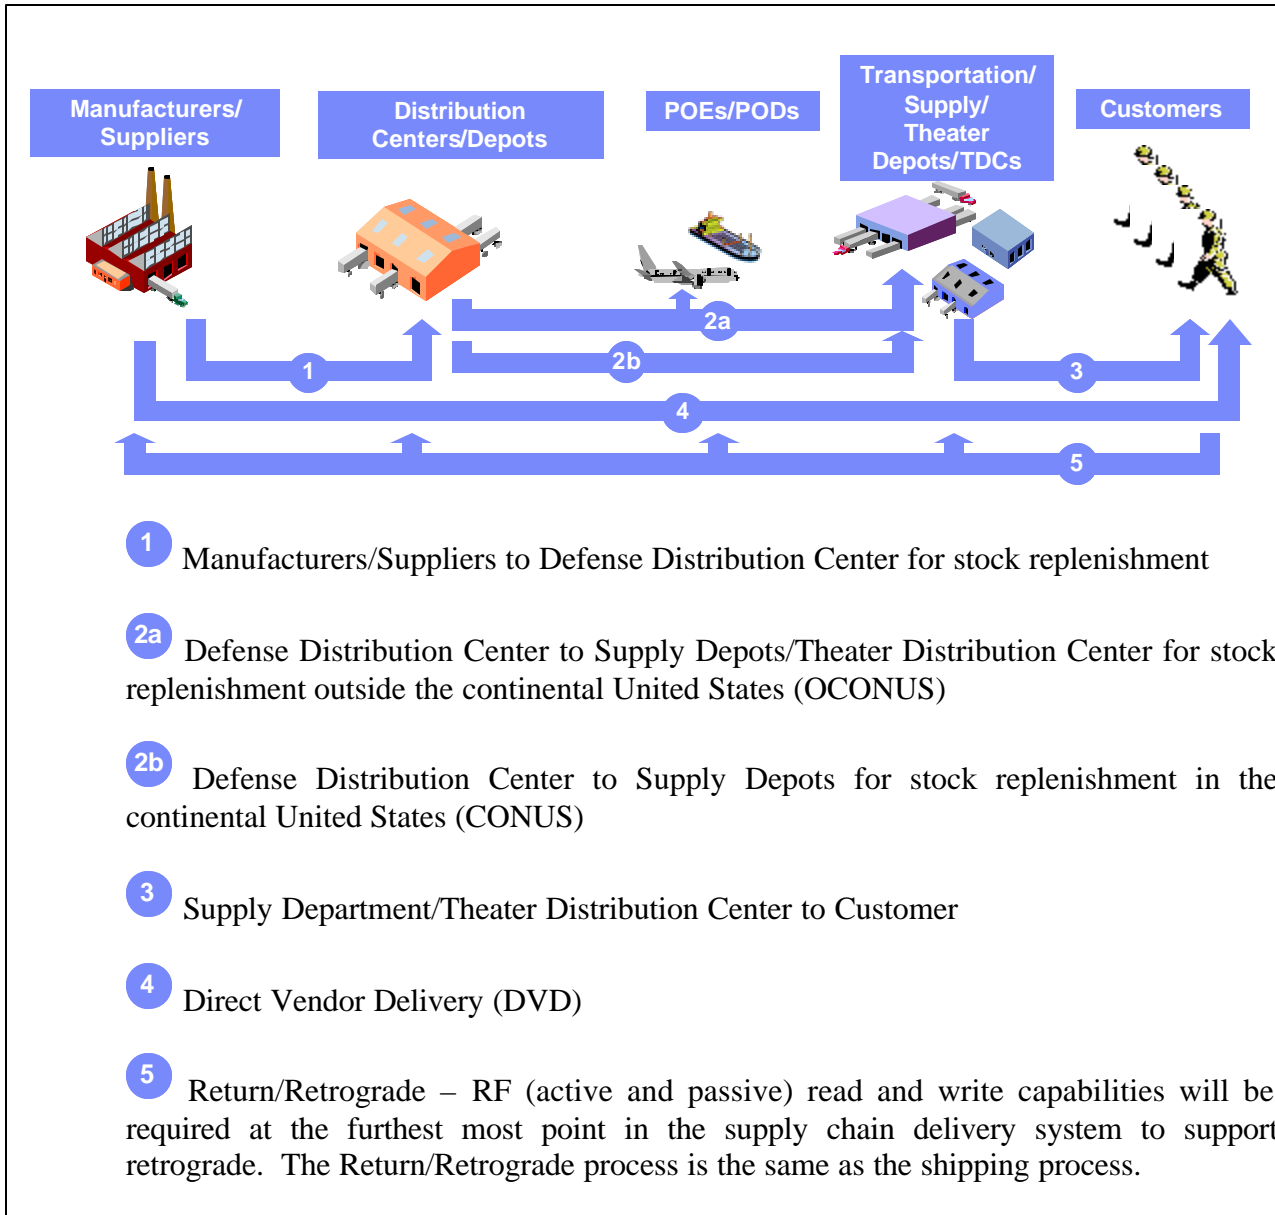 Manufacturers/
Suppliers
Distribution
Centers/Depots
POEs/PODs
Transportation/
Supply/
Theater
Depots/TDCs
Customers
2a
2b
1
3
4
5
1 Manufacturers/Suppliers to Defense Distribution Center for stock replenishment
2a Defense Distribution Center to Supply Depots/Theater Distribution Center for stock
replenishment outside the continental United States (OCONUS)
2b Defense Distribution Center to Supply Depots for stock replenishment in the
continental United States (CONUS)
3 Supply Department/Theater Distribution Center to Customer
4 Direct Vendor Delivery (DVD)
5 Return/Retrograde – RF (active and passive) read and write capabilities will be
required at the furthest most point in the supply chain delivery system to support
retrograde. The Return/Retrograde process is the same as the shipping process.